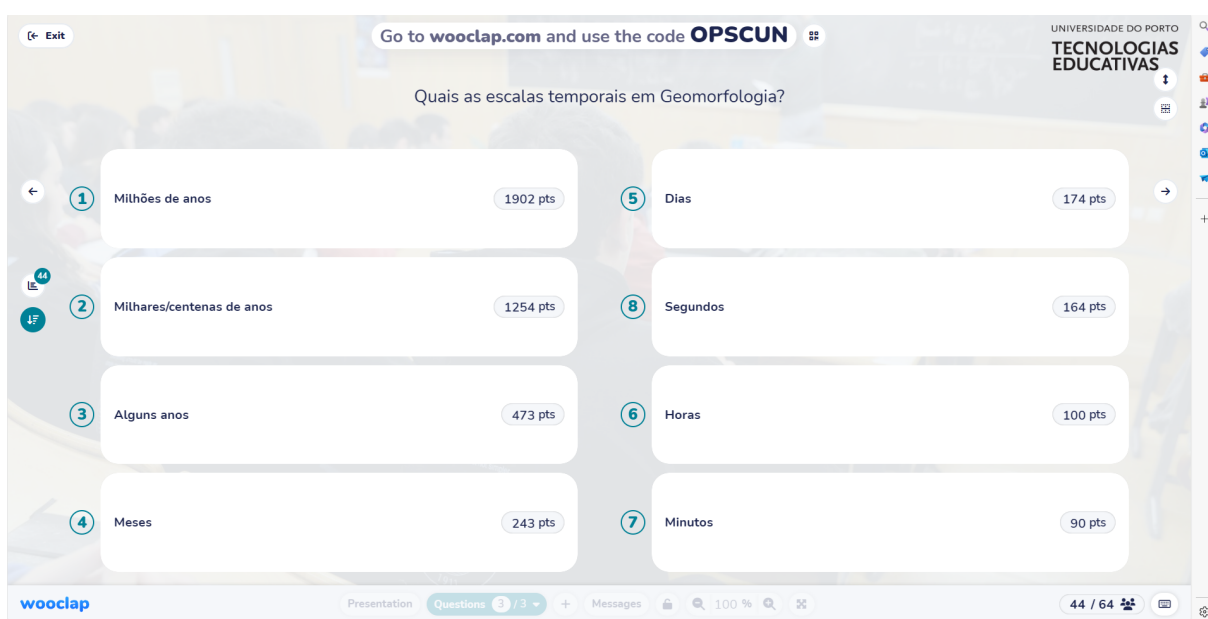 Exit
Go to wooclap.com and use the code OPSCUN
UNIVERSIDADE DO PORTO
TECNOLOGIAS
EDUCATIVAS
Quais as escalas temporais em Geomorfologia?
1 Milhões de anos 1902 pts
2 Milhares/centenas de anos 1254 pts
3 Alguns anos 473 pts
4 Meses 243 pts
5 Dias 174 pts
8 Segundos 164 pts
6 Horas 100 pts
7 Minutos 90 pts
44
wooclap
Presentation Questions 3 / 3 + Messages 100 % 44 / 64